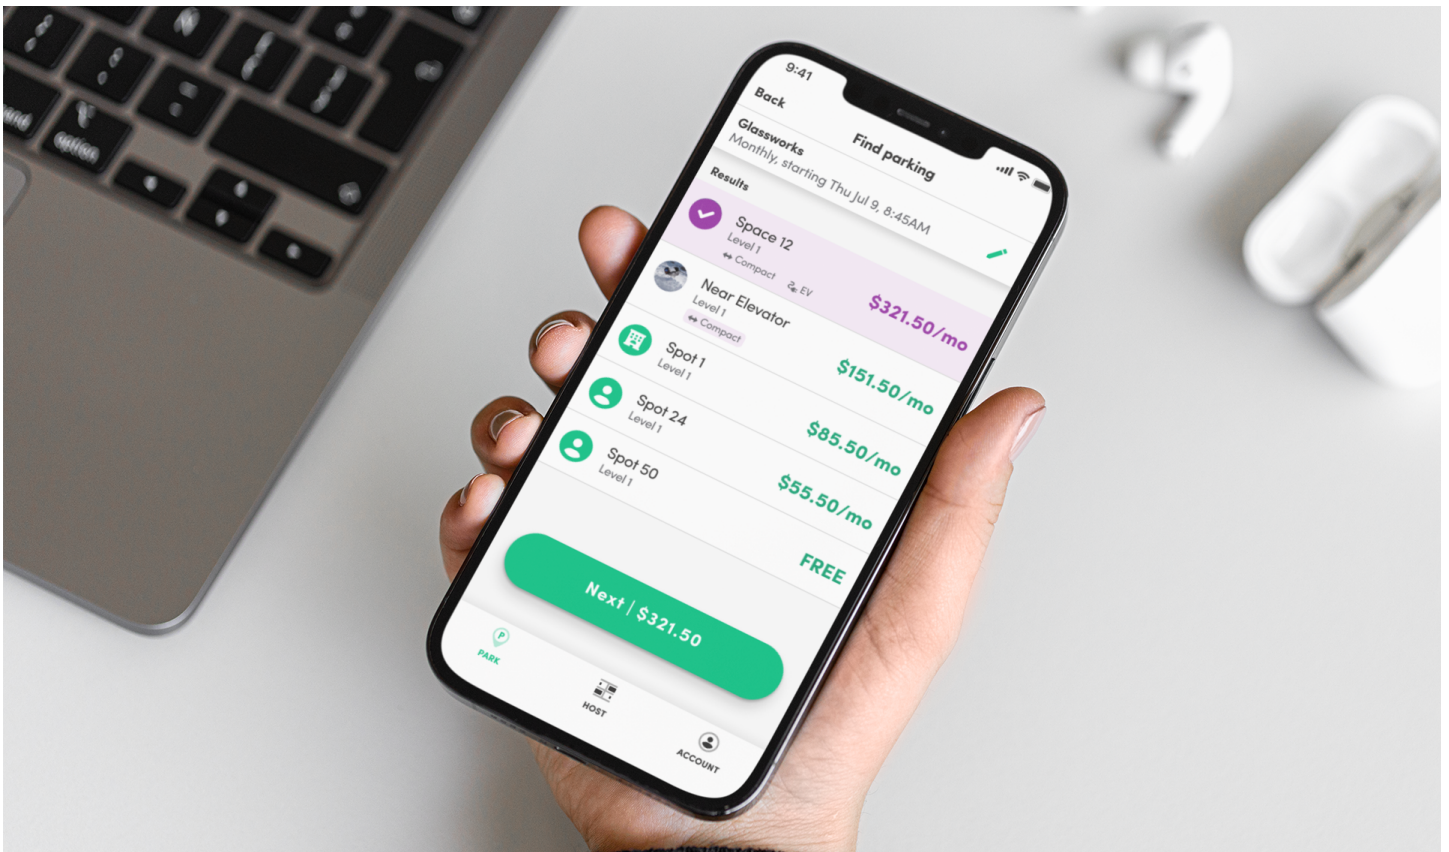 option
9:41
Back
Find parking
Glassworks
Monthly, starting Thu Jul 9, 8:45AM
Results
Space 12
Level 1
Compact
EV
$321.50/mo
Near Elevator
Level 1
Compact
$151.50/mo
Spot 1
Level 1
$85.50/mo
Spot 24
Level 1
$55.50/mo
Spot 50
Level 1
FREE
Next | $321.50
P
PARK
HOST
ACCOUNT